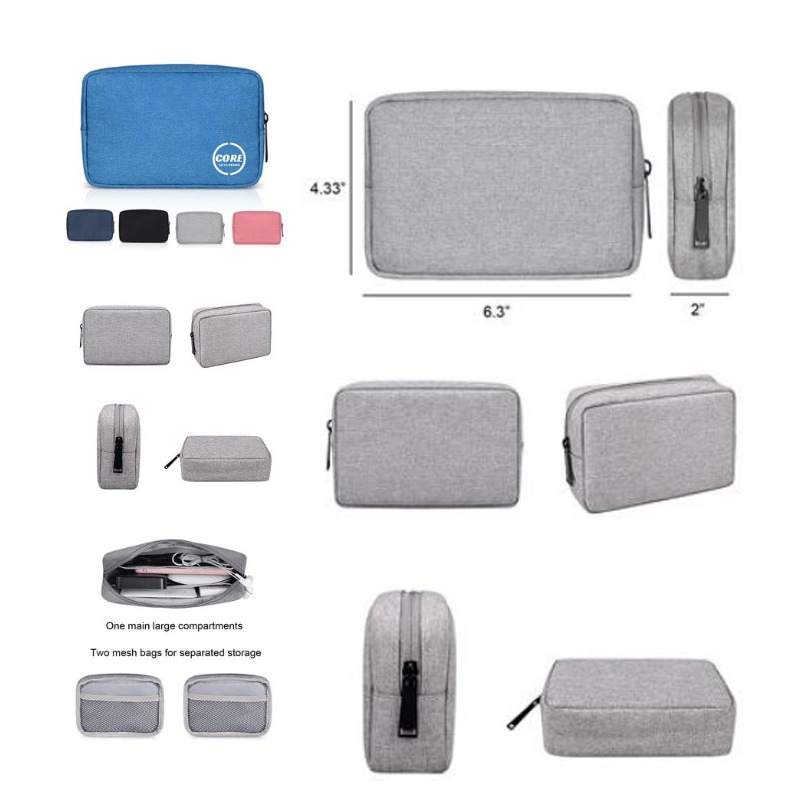 CORE
4.33"
6.3"
2"
One main large compartments
Two mesh bags for separated storage